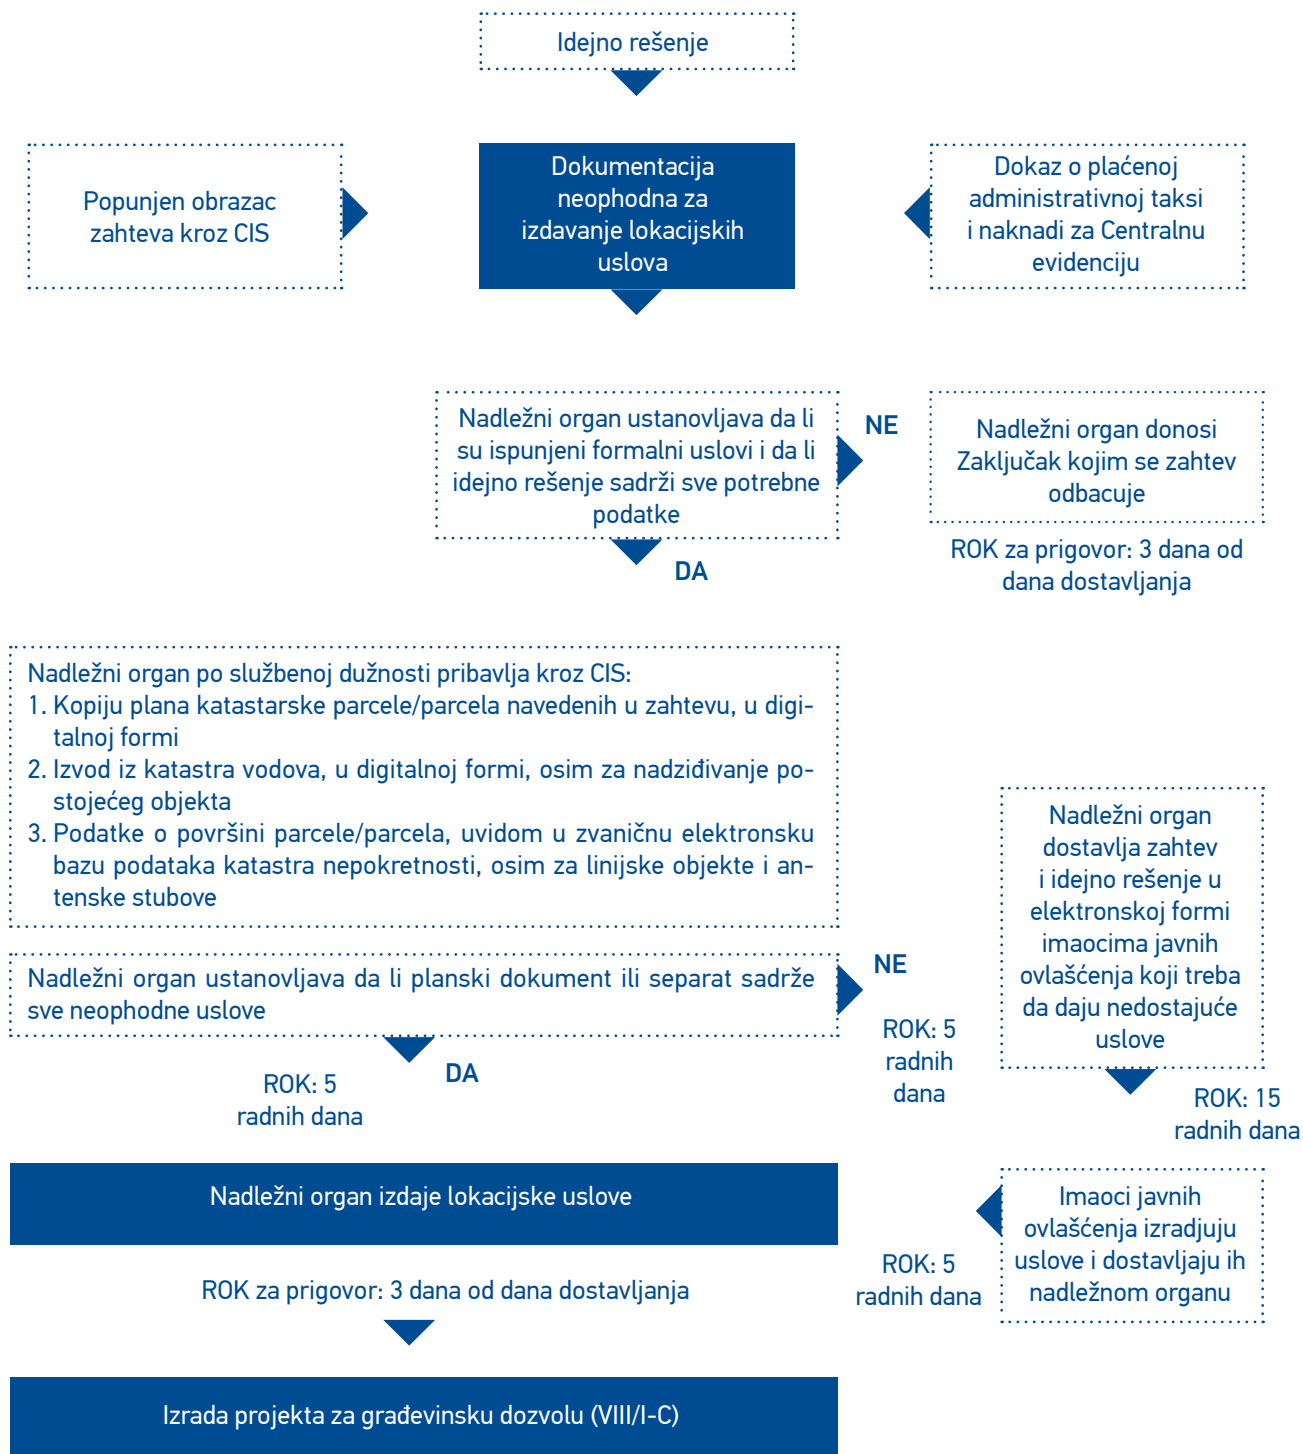 Idejno rešenje
Popunjen obrazac
zahteva kroz CIS
Dokumentacija
neophodna za
izdavanje lokacijskih
uslova
Dokaz o plaćenoj
administrativnoj taksi
i naknadi za Centralnu
evidenciju
Nadležni organ ustanovljava da li
su ispunjeni formalni uslovi i da li
idejno rešenje sadrži sve potrebne
podatke
NE
Nadležni organ donosi
Zaključak kojim se zahtev
odbacuje
ROK za prigovor: 3 dana od
dana dostavljanja
DA
Nadležni organ po službenoj dužnosti pribavlja kroz CIS:
1. Kopiju plana katastarske parcele/parcela navedenih u zahtevu, u digi-
talnoj formi
2. Izvod iz katastra vodova, u digitalnoj formi, osim za nadziđivanje po-
stojećeg objekta
3. Podatke o površini parcele/parcela, uvidom u zvaničnu elektronsku
bazu podataka katastra nepokretnosti, osim za linijske objekte i an-
tenske stubove
Nadležni organ ustanovljava da li planski dokument ili separat sadrže
sve neophodne uslove
NE
ROK: 5
radnih
dana
Nadležni organ
dostavlja zahtev
i idejno rešenje u
elektronskoj formi
imaocima javnih
ovlašćenja koji treba
da daju nedostajuće
uslove
DA
ROK: 5
radnih dana
ROK: 15
radnih dana
Nadležni organ izdaje lokacijske uslove
Imaoci javnih
ovlašćenja izradjuju
uslove i dostavljaju ih
nadležnom organu
ROK: 5
radnih dana
ROK za prigovor: 3 dana od dana dostavljanja
Izrada projekta za građevinsku dozvolu (VIII/I-C)